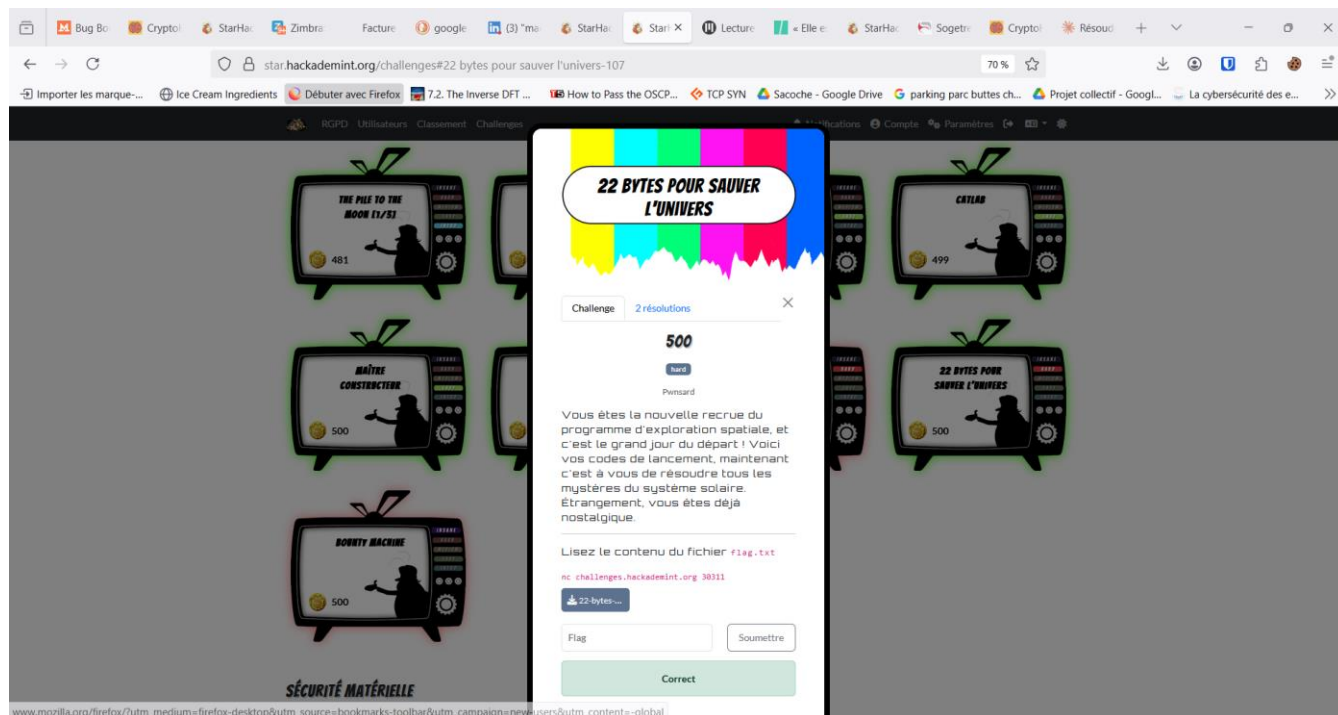 Bug Bo
Crypto!
StarHac
Zimbra:
Facture
google
(3) "ma
StarHac
StarH
Lecture
« Elle e
StarHac
Sogetre
Crypto!
Résoud
star.hackademint.org/challenges#22 bytes pour sauver l'univers-107
70 %
Importer les marque-...
Ice Cream Ingredients
Débuter avec Firefox
7.2. The Inverse DFT ...
How to Pass the OSCP...
TCP SYN
Sacoche - Google Drive
parking parc buttes ch...
Projet collectif - Googl...
La cybersécurité des e...
RGPD Utilisateurs Classement Challenges
Notifications Compte Paramètres
THE PILE TO THE
MOON [1/5]
481
CATLAB
499
MAÎTRE
CONSTRUCTEUR
500
22 BYTES POUR
SAUVER L'UNIVERS
500
BOUNTY MACHINE
500
SÉCURITÉ MATÉRIELLE
22 BYTES POUR SAUVER
L'UNIVERS
Challenge
2 résolutions
500
hard
Pwnsard
Vous êtes la nouvelle recrue du
programme d'exploration spatiale, et
c'est le grand jour du départ ! Voici
vos codes de lancement, maintenant
c'est à vous de résoudre tous les
mystères du système solaire.
Étrangement, vous êtes déjà
nostalgique.
Lisez le contenu du fichier flag.txt
nc challenges.hackademint.org 30311
22-bytes-...
Flag
Soumettre
Correct
www.mozilla.org/firefox/?utm_medium=firefox-desktop&utm_source=bookmarks-toolbar&utm_campaign=new-users&utm_content=-global